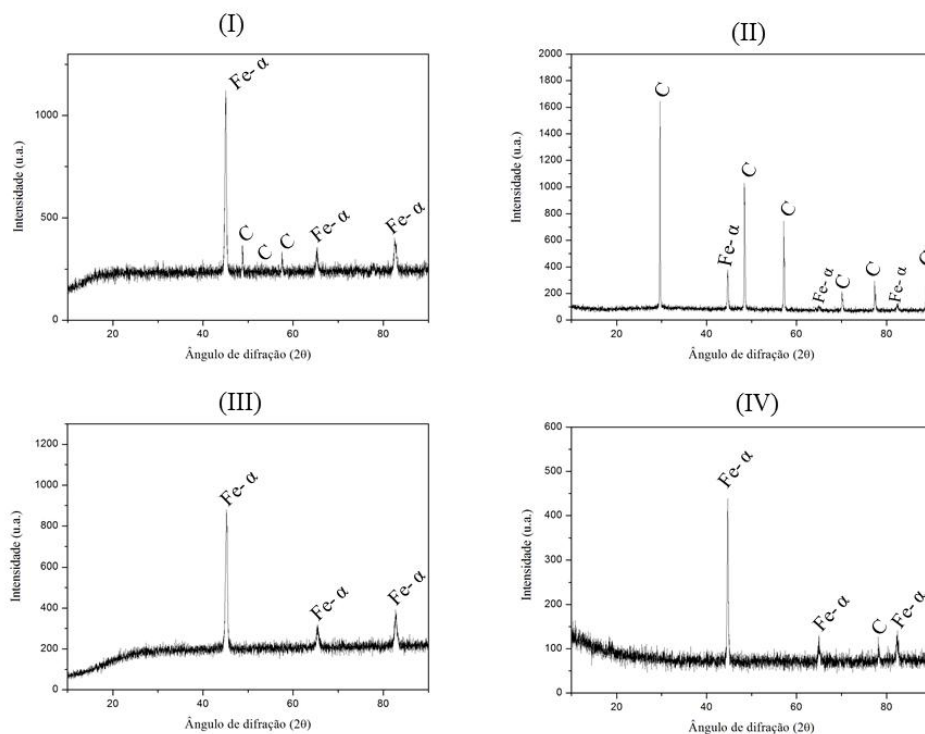 (I)
Intensidade (u.a.)
1000
500
0
20
40
60
80
Fe- α
C
C
C
Fe- α
Fe- α
Ângulo de difração (2θ)
(II)
Intensidade (u.a.)
2000
1800
1600
1400
1200
1000
800
600
400
200
0
20
40
60
80
C
Fe- α
C
C
Fe- α
C
C
Fe- α
Ângulo de difração (2θ)
(III)
Intensidade (u.a.)
1200
1000
800
600
400
200
0
20
40
60
80
Fe- α
Fe- α
Fe- α
Ângulo de difração (2θ)
(IV)
Intensidade (u.a.)
600
500
400
300
200
100
0
20
40
60
80
Fe- α
Fe- α
C
Fe- α
Ângulo de difração (2θ)